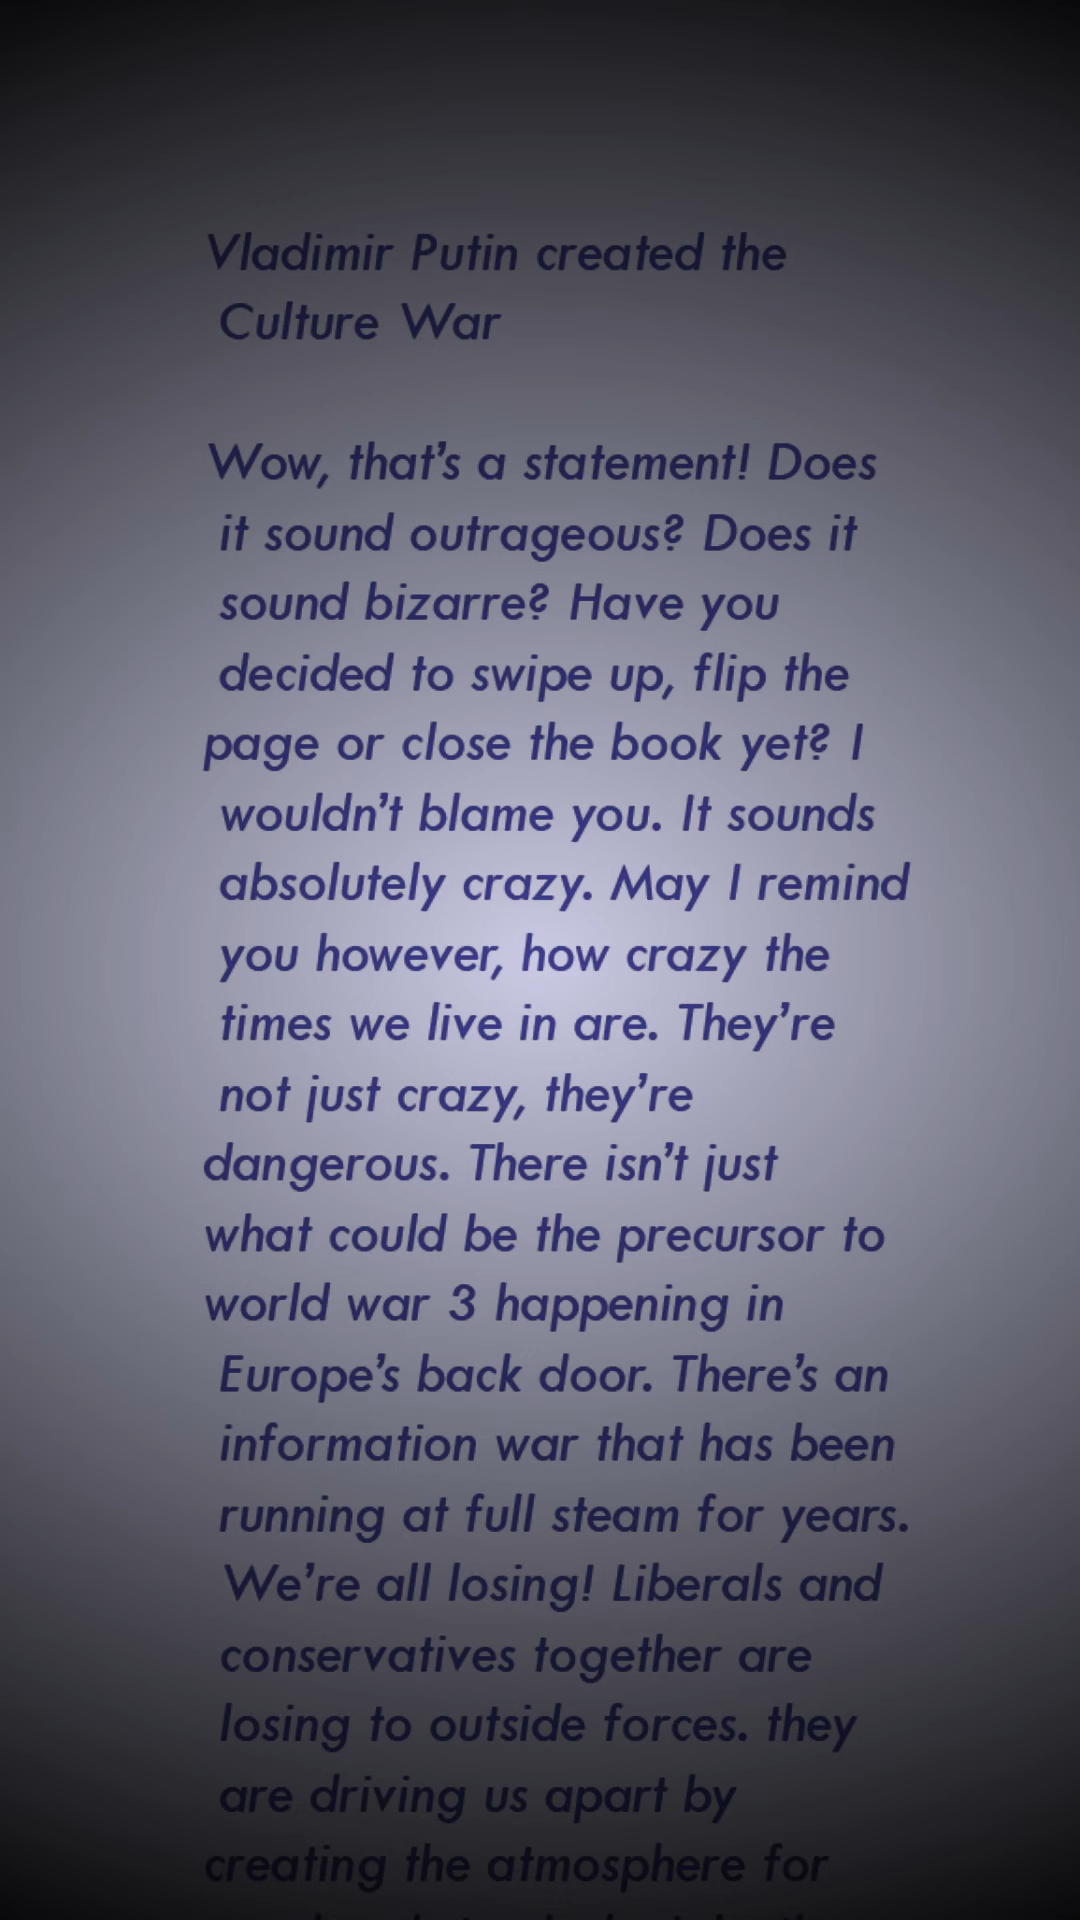 Vladimir Putin created the
Culture War
Wow, that’s a statement! Does
it sound outrageous? Does it
sound bizarre? Have you
decided to swipe up, flip the
page or close the book yet? I
wouldn’t blame you. It sounds
absolutely crazy. May I remind
you however, how crazy the
times we live in are. They’re
not just crazy, they’re
dangerous. There isn’t just
what could be the precursor to
world war 3 happening in
Europe’s back door. There’s an
information war that has been
running at full steam for years.
We’re all losing! Liberals and
conservatives together are
losing to outside forces. they
are driving us apart by
creating the atmosphere for